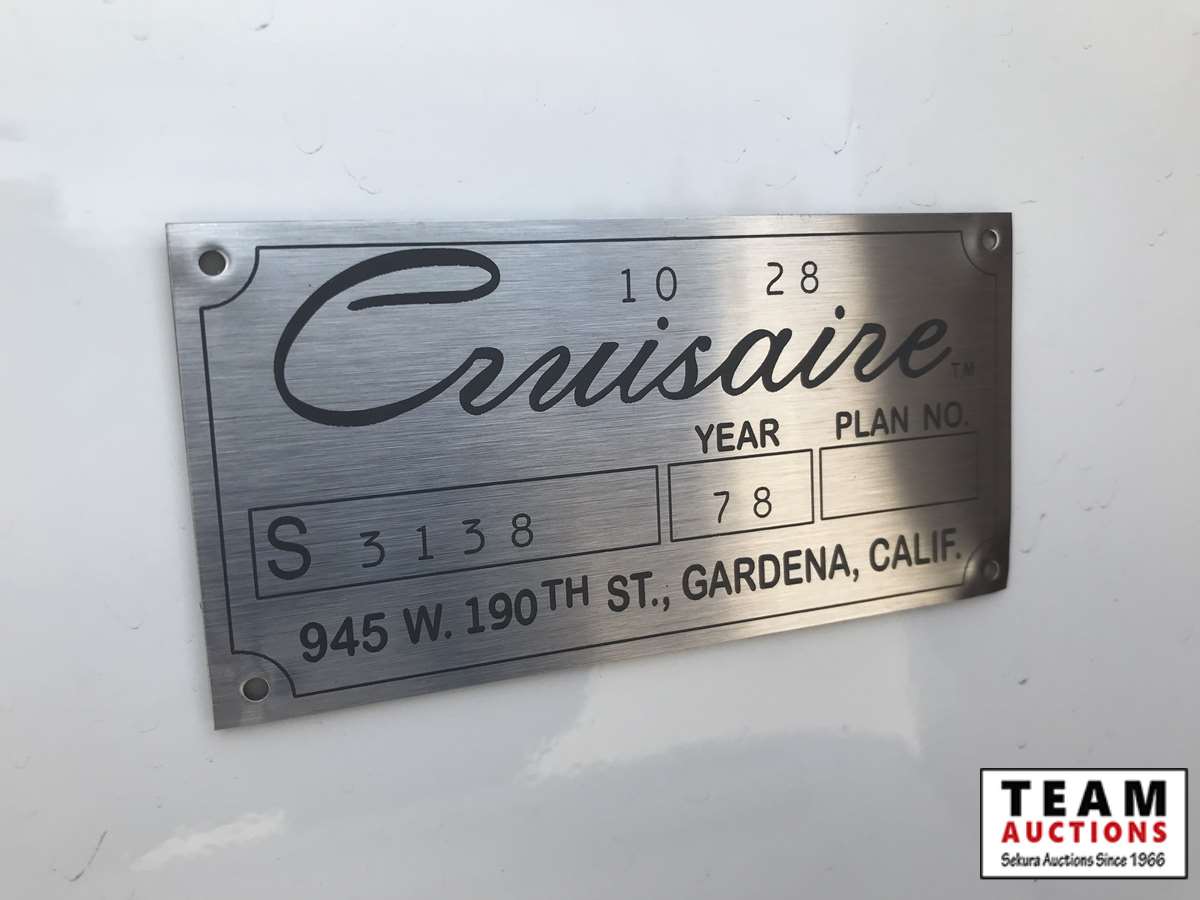 10 28
Cruisaire TM
YEAR PLAN NO.
S 3138 78
945 W. 190TH ST., GARDENA, CALIF.
TEAM
AUCTIONS
Sekura Auctions Since 1966